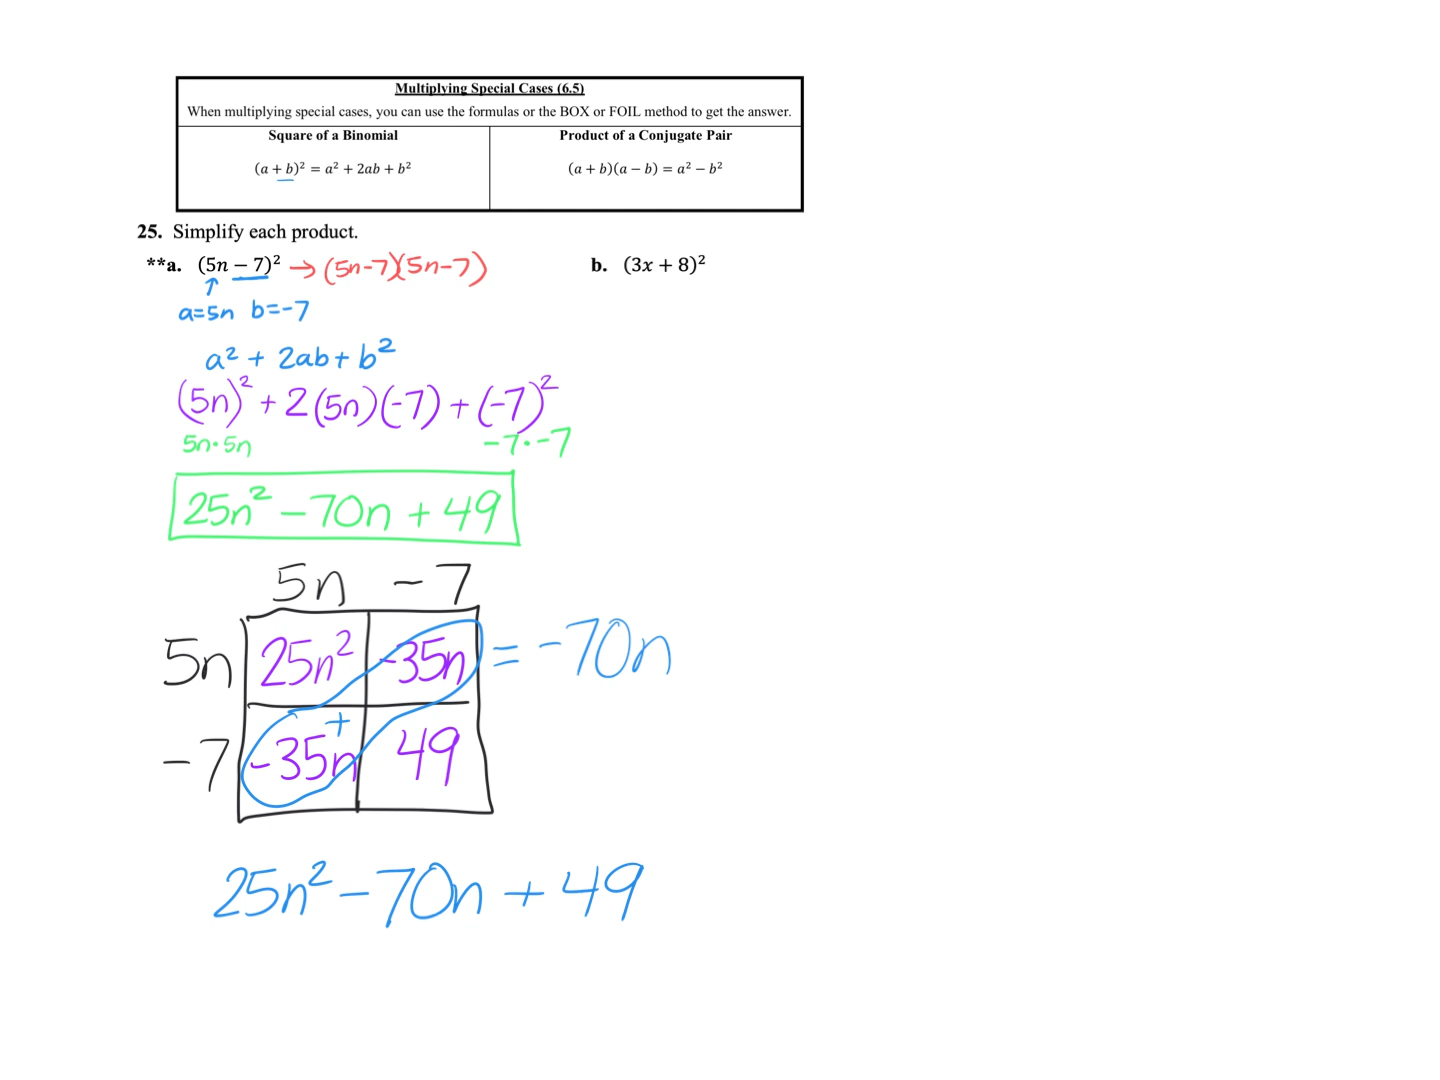 Multiplying Special Cases (6.5)
When multiplying special cases, you can use the formulas or the BOX or FOIL method to get the answer.
Square of a Binomial
(a + b)² = a² + 2ab + b²
Product of a Conjugate Pair
(a + b)(a − b) = a² − b²
25. Simplify each product.
**a. (5n − 7)² → (5n-7)(5n-7)
a=5n b=-7
a² + 2ab + b²
(5n)² + 2(5n)(-7) + (-7)²
5n·5n -7·-7
25n² - 70n + 49
5n -7
5n 25n² -35n = -70n
+
-7 -35n 49
25n² - 70n + 49
b. (3x + 8)²